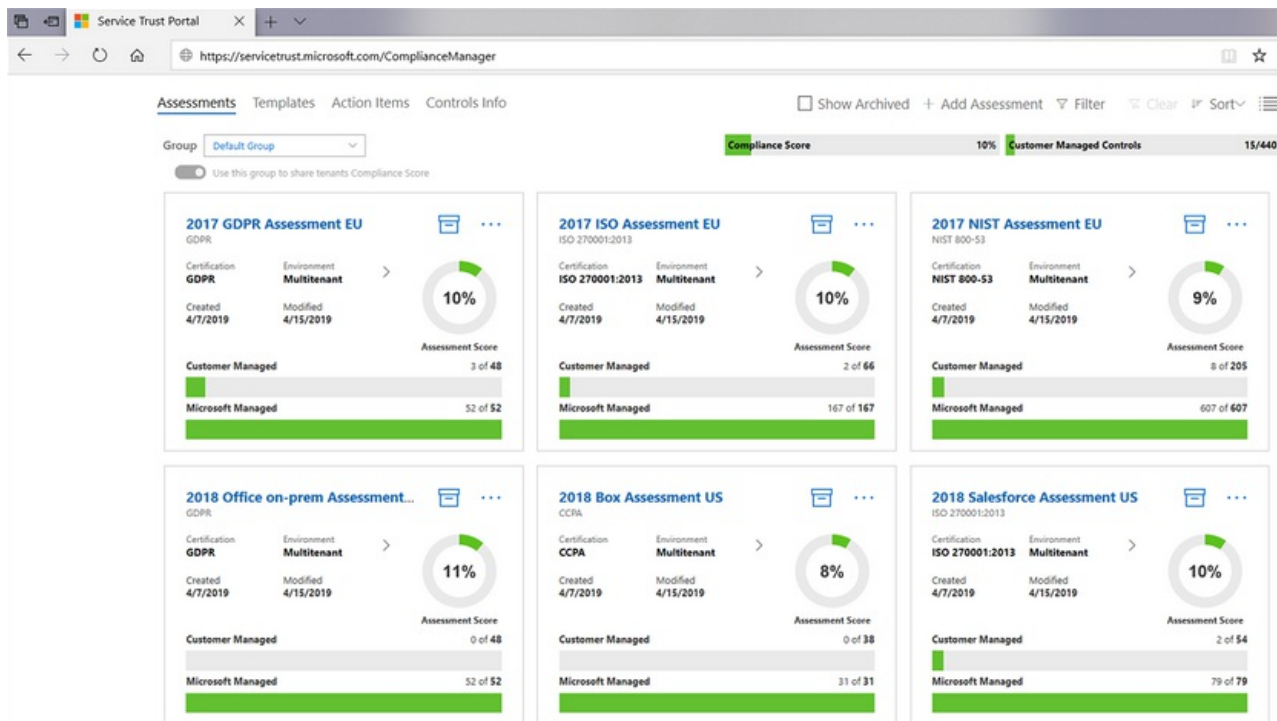 Service Trust Portal
https://servicetrust.microsoft.com/ComplianceManager
Assessments Templates Action Items Controls Info
Show Archived + Add Assessment Filter Clear Sort
Group Default Group
Compliance Score 10% Customer Managed Controls 15/440
Use this group to share tenants Compliance Score
2017 GDPR Assessment EU
GDPR
Certification Environment
GDPR Multitenant
10%
Created Modified
4/7/2019 4/15/2019
Assessment Score
Customer Managed 3 of 48
Microsoft Managed 52 of 52
2017 ISO Assessment EU
ISO 270001:2013
Certification Environment
ISO 270001:2013 Multitenant
10%
Created Modified
4/7/2019 4/15/2019
Assessment Score
Customer Managed 2 of 66
Microsoft Managed 167 of 167
2017 NIST Assessment EU
NIST 800-53
Certification Environment
NIST 800-53 Multitenant
9%
Created Modified
4/7/2019 4/15/2019
Assessment Score
Customer Managed 8 of 205
Microsoft Managed 607 of 607
2018 Office on-prem Assessment...
GDPR
Certification Environment
GDPR Multitenant
11%
Created Modified
4/7/2019 4/15/2019
Assessment Score
Customer Managed 0 of 48
Microsoft Managed 52 of 52
2018 Box Assessment US
CCPA
Certification Environment
CCPA Multitenant
8%
Created Modified
4/7/2019 4/15/2019
Assessment Score
Customer Managed 0 of 38
Microsoft Managed 31 of 31
2018 Salesforce Assessment US
ISO 270001:2013
Certification Environment
ISO 270001:2013 Multitenant
10%
Created Modified
4/7/2019 4/15/2019
Assessment Score
Customer Managed 2 of 54
Microsoft Managed 79 of 79